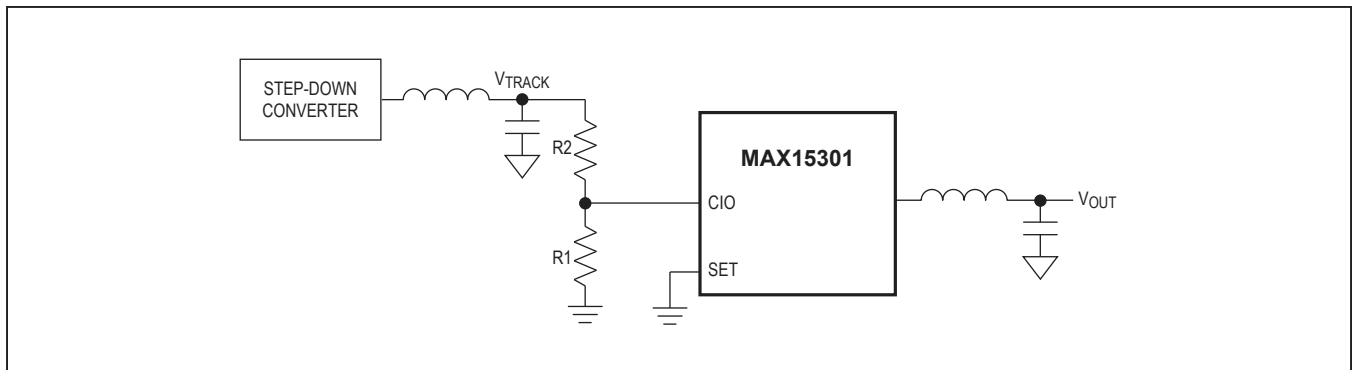 STEP-DOWN
CONVERTER
VTRACK
R2
MAX15301
CIO
VOUT
R1
SET